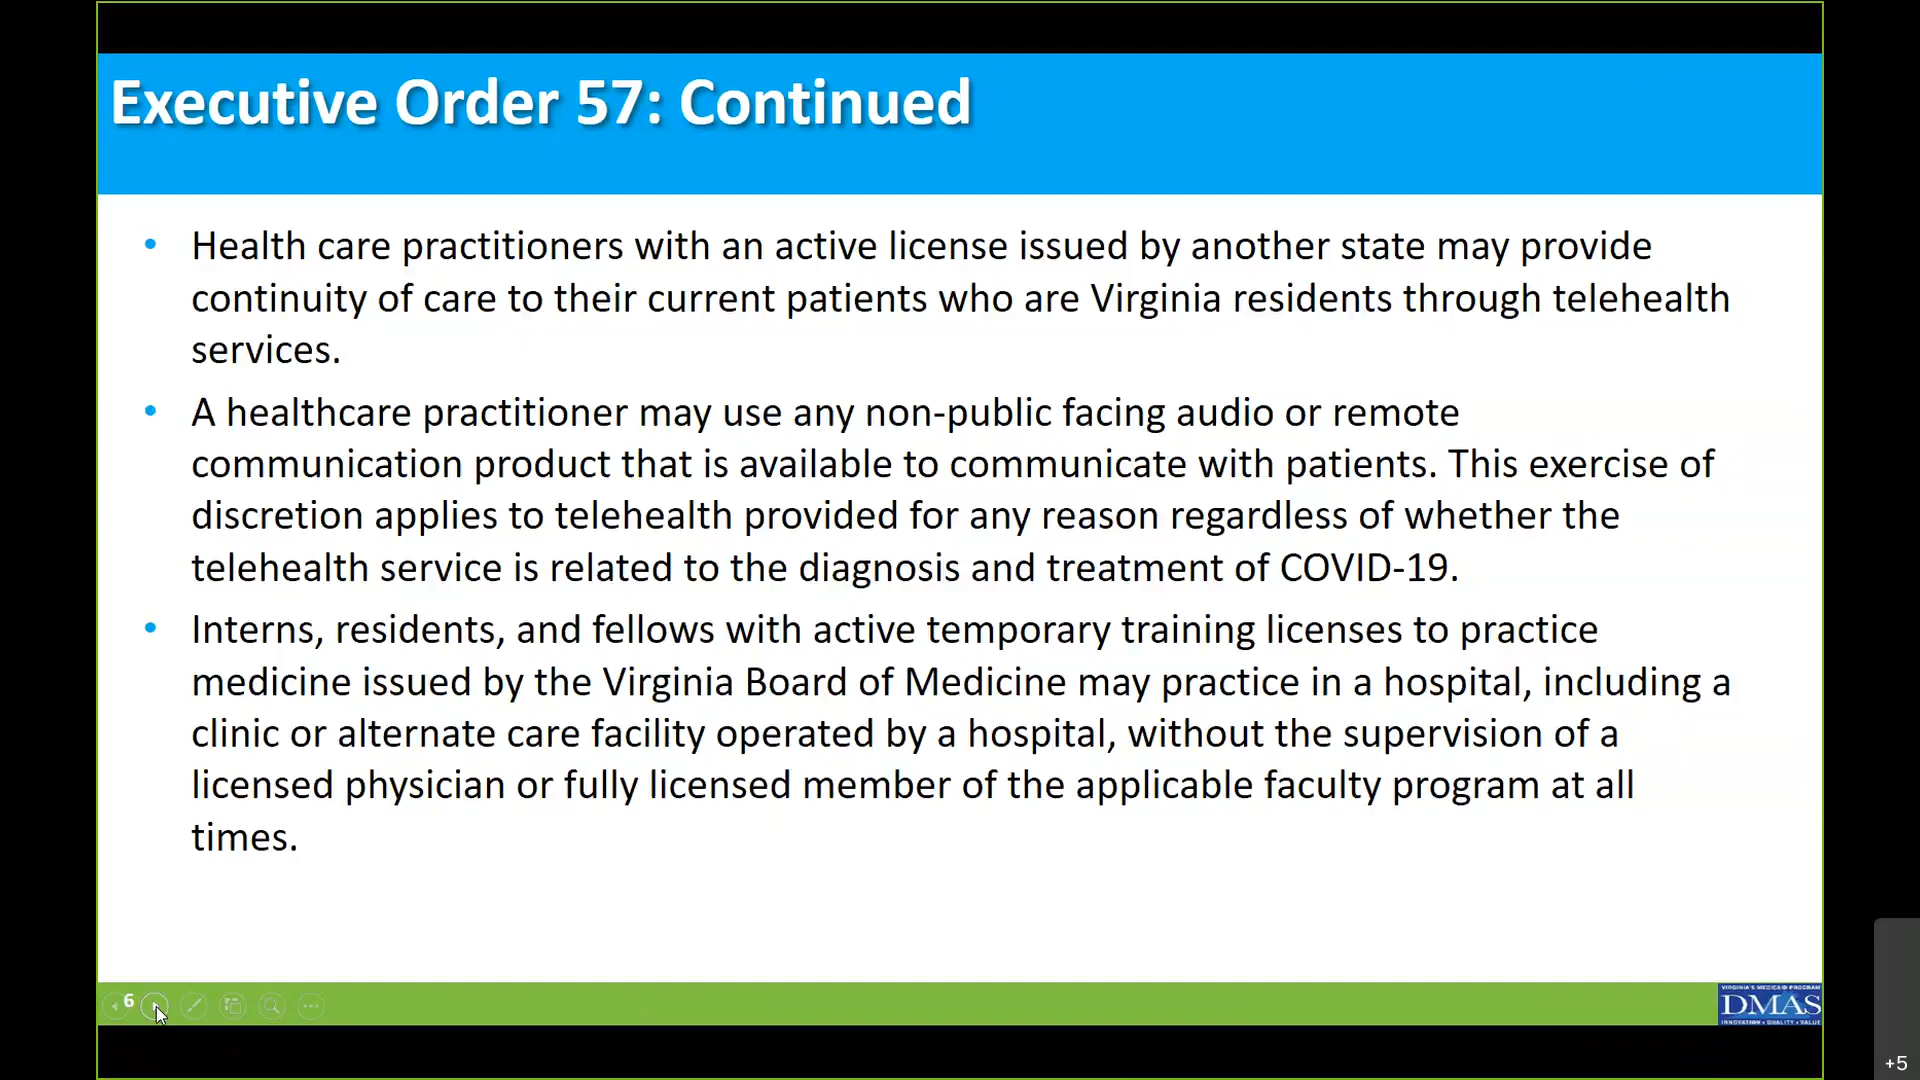 Executive Order 57: Continued
• Health care practitioners with an active license issued by another state may provide
continuity of care to their current patients who are Virginia residents through telehealth
services.
• A healthcare practitioner may use any non-public facing audio or remote
communication product that is available to communicate with patients. This exercise of
discretion applies to telehealth provided for any reason regardless of whether the
telehealth service is related to the diagnosis and treatment of COVID-19.
• Interns, residents, and fellows with active temporary training licenses to practice
medicine issued by the Virginia Board of Medicine may practice in a hospital, including a
clinic or alternate care facility operated by a hospital, without the supervision of a
licensed physician or fully licensed member of the applicable faculty program at all
times.
6
VIRGINIA'S MEDICAID PROGRAM
DMAS
INNOVATION • QUALITY • VALUE
+5